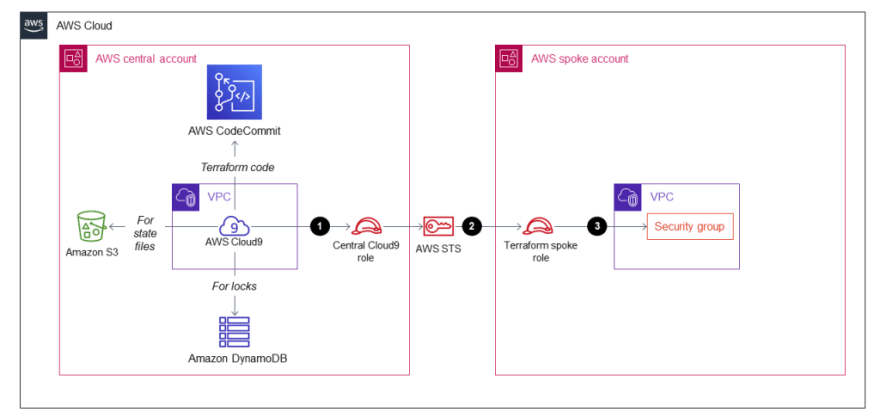 aws
AWS Cloud
AWS central account
AWS CodeCommit
Terraform code
VPC
For
state
files
Amazon S3
9
AWS Cloud9
For locks
Amazon DynamoDB
1
Central Cloud9
role
AWS STS
2
AWS spoke account
Terraform spoke
role
3
VPC
Security group